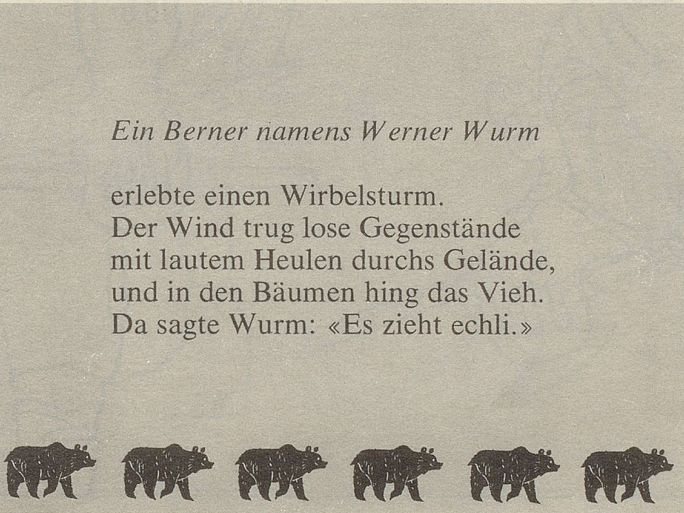 Ein Berner namens Werner Wurm
erlebte einen Wirbelsturm.
Der Wind trug lose Gegenstände
mit lautem Heulen durchs Gelände,
und in den Bäumen hing das Vieh.
Da sagte Wurm: «Es zieht echli.»